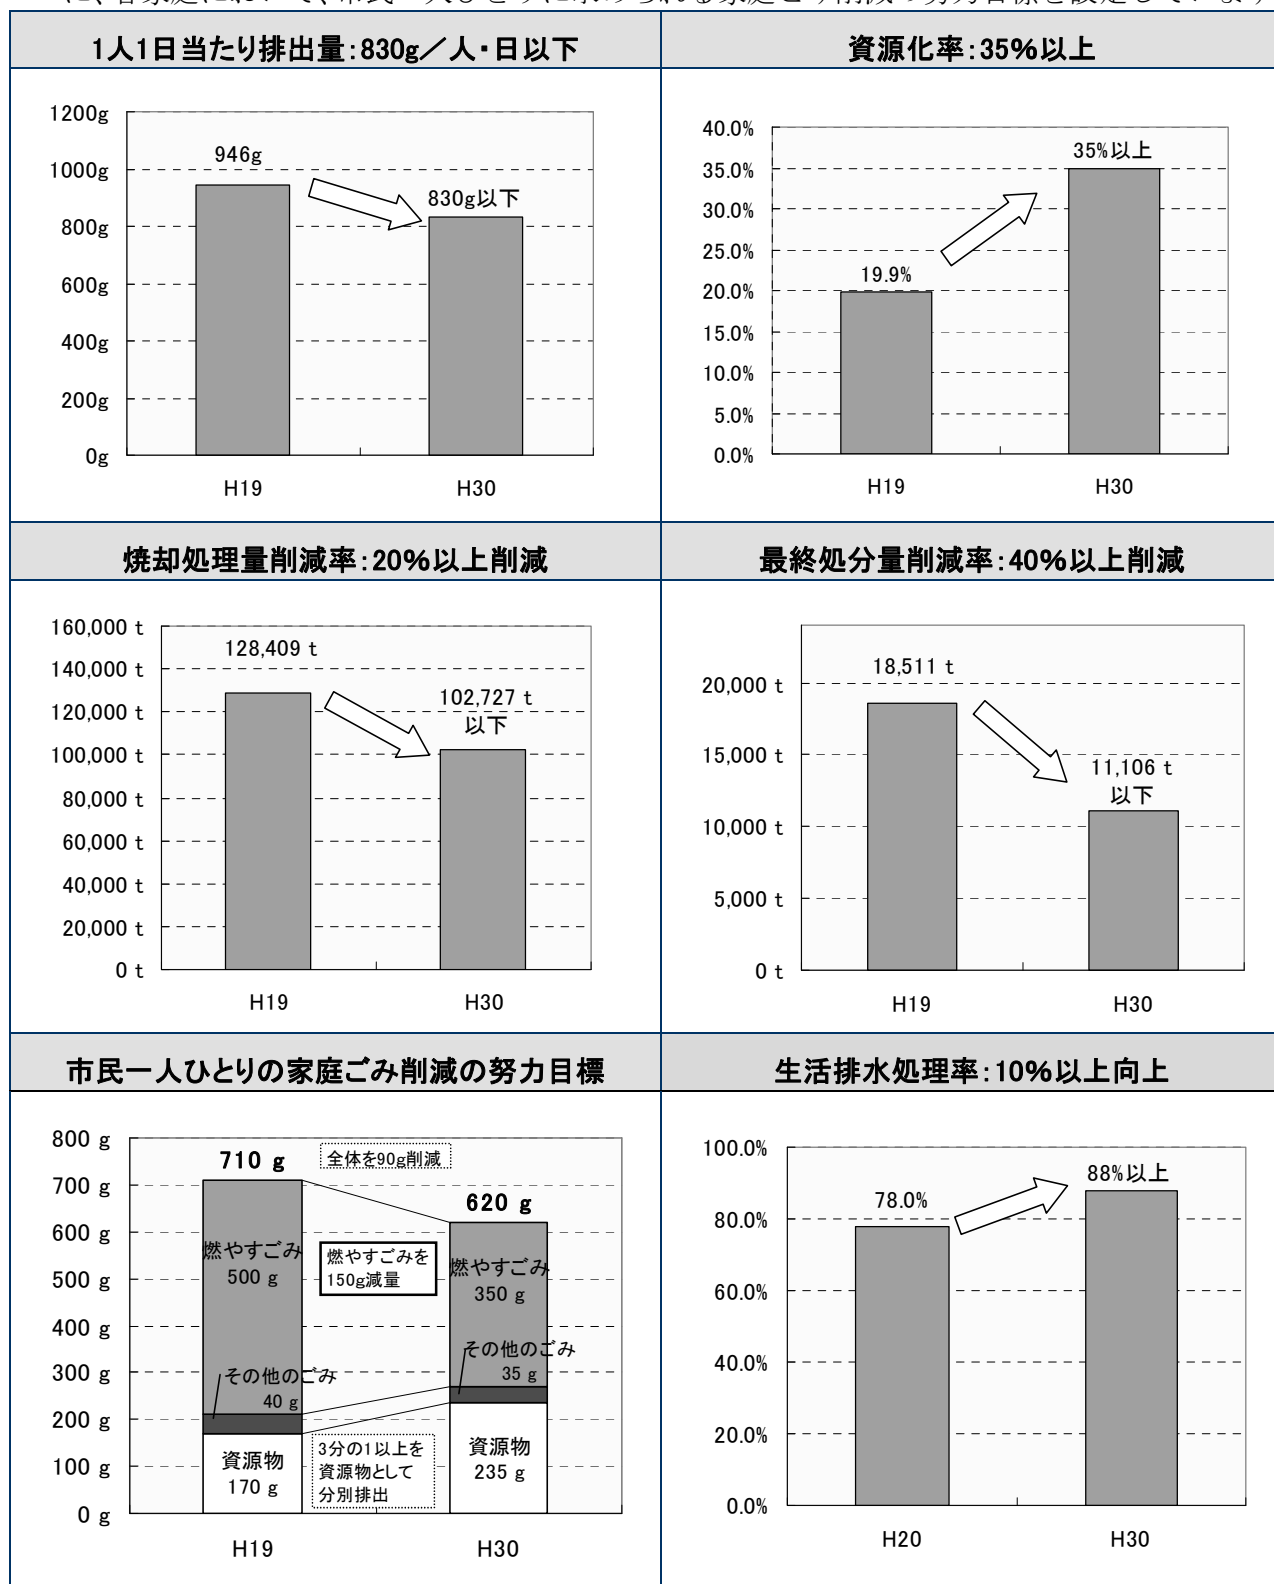 に、各家庭において、市民一人ひとりに求められる家庭ごみ削減の努力目標を設定しています
1人1日当たり排出量:830g／人・日以下
1200g
1000g
800g
600g
400g
200g
0g
946g
830g以下
H19
H30
資源化率:35%以上
40.0%
35.0%
30.0%
25.0%
20.0%
15.0%
10.0%
5.0%
0.0%
19.9%
35%以上
H19
H30
焼却処理量削減率:20%以上削減
160,000 t
140,000 t
120,000 t
100,000 t
80,000 t
60,000 t
40,000 t
20,000 t
0 t
128,409 t
102,727 t
以下
H19
H30
最終処分量削減率:40%以上削減
20,000 t
15,000 t
10,000 t
5,000 t
0 t
18,511 t
11,106 t
以下
H19
H30
市民一人ひとりの家庭ごみ削減の努力目標
800 g
700 g
600 g
500 g
400 g
300 g
200 g
100 g
0 g
710 g
全体を90g削減
620 g
燃やすごみ
500 g
燃やすごみを
150g減量
燃やすごみ
350 g
その他のごみ
40 g
その他のごみ
35 g
資源物
170 g
3分の1以上を
資源物として
分別排出
資源物
235 g
H19
H30
生活排水処理率:10%以上向上
100.0%
80.0%
60.0%
40.0%
20.0%
0.0%
78.0%
88%以上
H20
H30